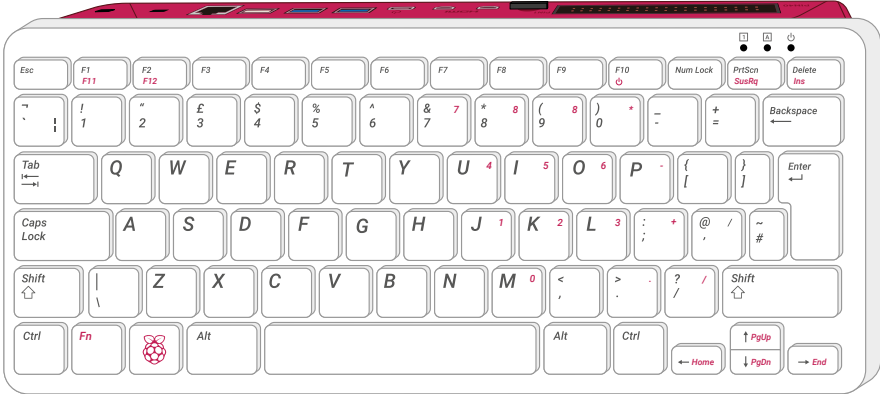 1 A
Esc F1 F11 F2 F12 F3 F4 F5 F6 F7 F8 F9 F10 Num Lock PrtScn SusRq Delete Ins
¬ ` ¦ ! 1 “ 2 £ 3 $ 4 % 5 ^ 6 & 7 7 * 8 8 ( 8 9 ) * 0 _ - + = Backspace
Tab Q W E R T Y U 4 I 5 O 6 P - { [ } ] Enter
Caps Lock A S D F G H J 1 K 2 L 3 : + ; @ / ' ~ #
Shift | \ Z X C V B N M 0 < , > . . ? / / Shift
Ctrl Fn Alt Alt Ctrl ← Home ↑ PgUp ↓ PgDn → End